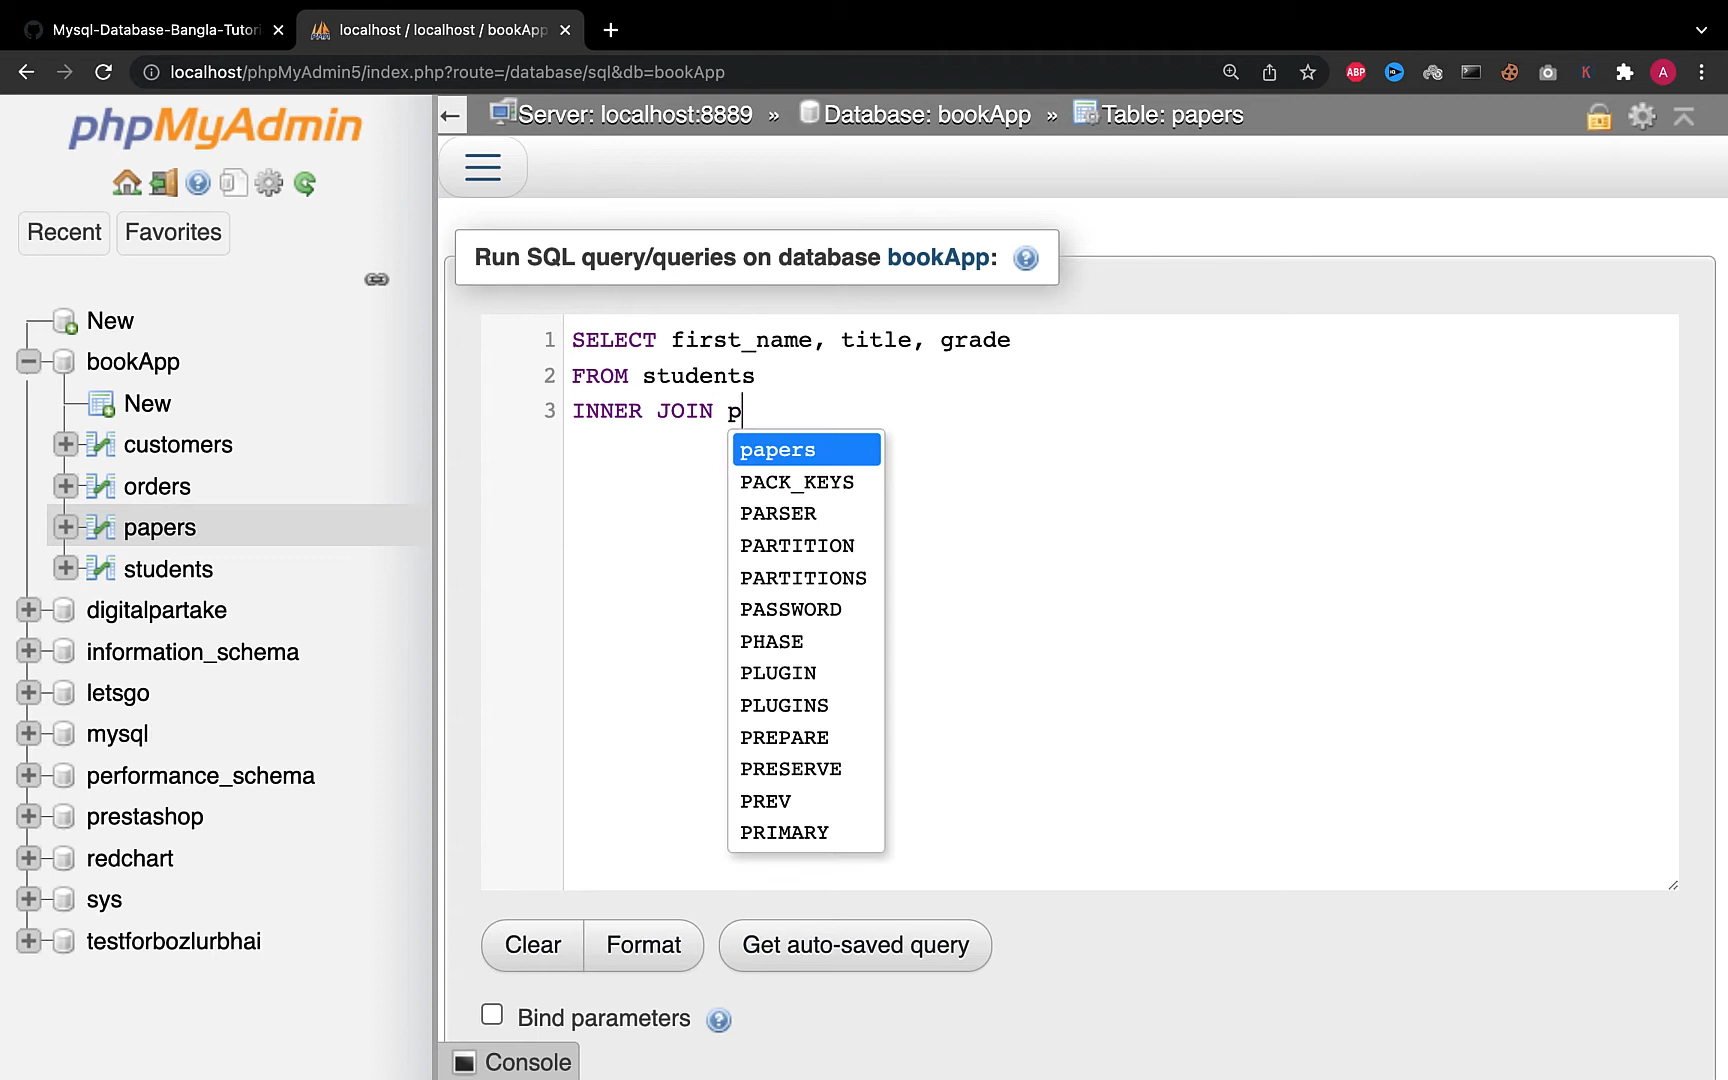 Mysql-Database-Bangla-Tutori
localhost / localhost / bookApp
localhost/phpMyAdmin5/index.php?route=/database/sql&db=bookApp
ABP
K
A
phpMyAdmin
Recent
Favorites
New
bookApp
New
customers
orders
papers
students
digitalpartake
information_schema
letsgo
mysql
performance_schema
prestashop
redchart
sys
testforbozlurbhai
Server: localhost:8889 » Database: bookApp » Table: papers
Run SQL query/queries on database bookApp:
1 SELECT first_name, title, grade
2 FROM students
3 INNER JOIN p
papers
PACK_KEYS
PARSER
PARTITION
PARTITIONS
PASSWORD
PHASE
PLUGIN
PLUGINS
PREPARE
PRESERVE
PREV
PRIMARY
Clear
Format
Get auto-saved query
Bind parameters
Console